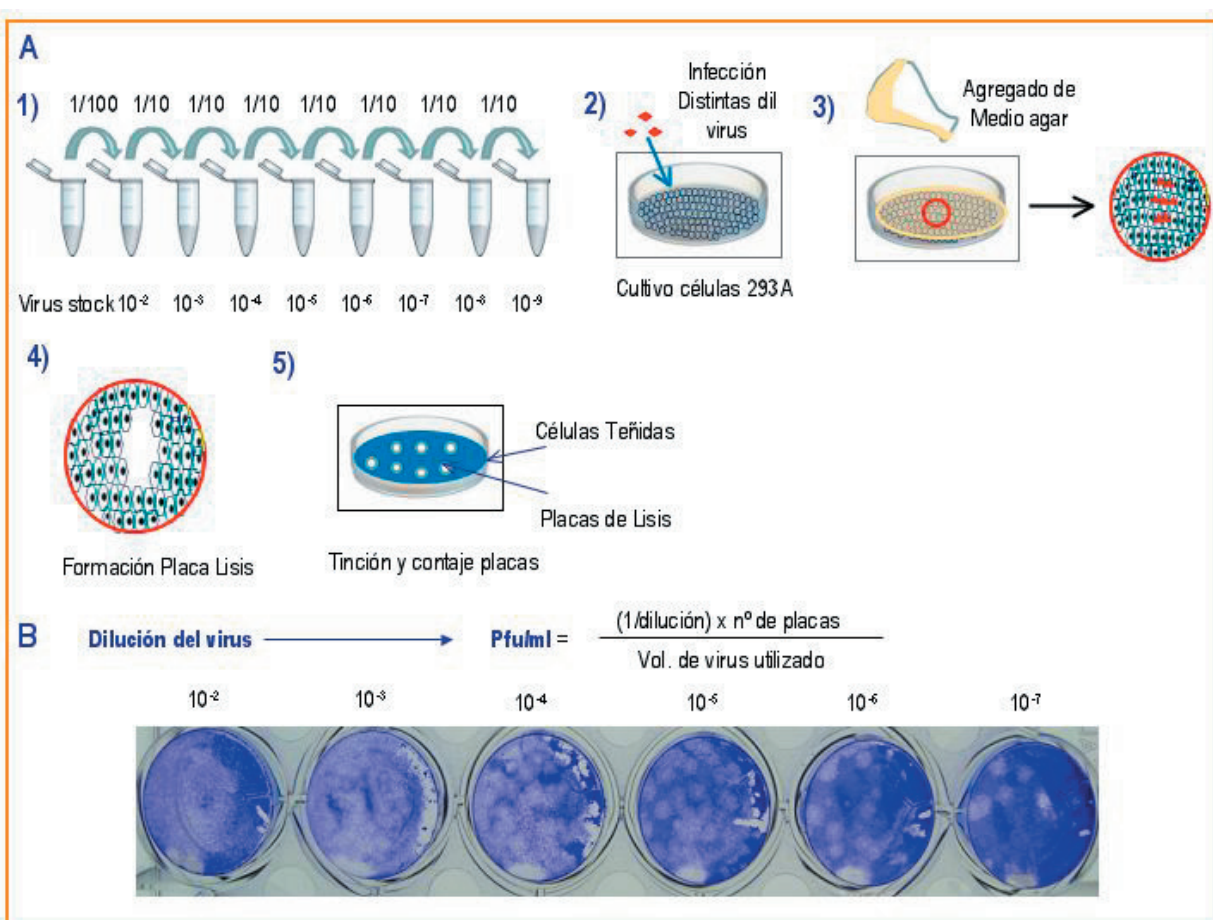 A
1)
1/100 1/10 1/10 1/10 1/10 1/10 1/10 1/10
Virus stock 10⁻² 10⁻³ 10⁻⁴ 10⁻⁵ 10⁻⁶ 10⁻⁷ 10⁻⁸ 10⁻⁹
2)
Infección
Distintas dil
virus
Cultivo células 293A
3)
Agregado de
Medio agar
4)
Formación Placa Lisis
5)
Células Teñidas
Placas de Lisis
Tinción y contaje placas
B
Dilución del virus
Pfu/ml =
(1/dilución) x nº de placas
Vol. de virus utilizado
10⁻² 10⁻³ 10⁻⁴ 10⁻⁵ 10⁻⁶ 10⁻⁷